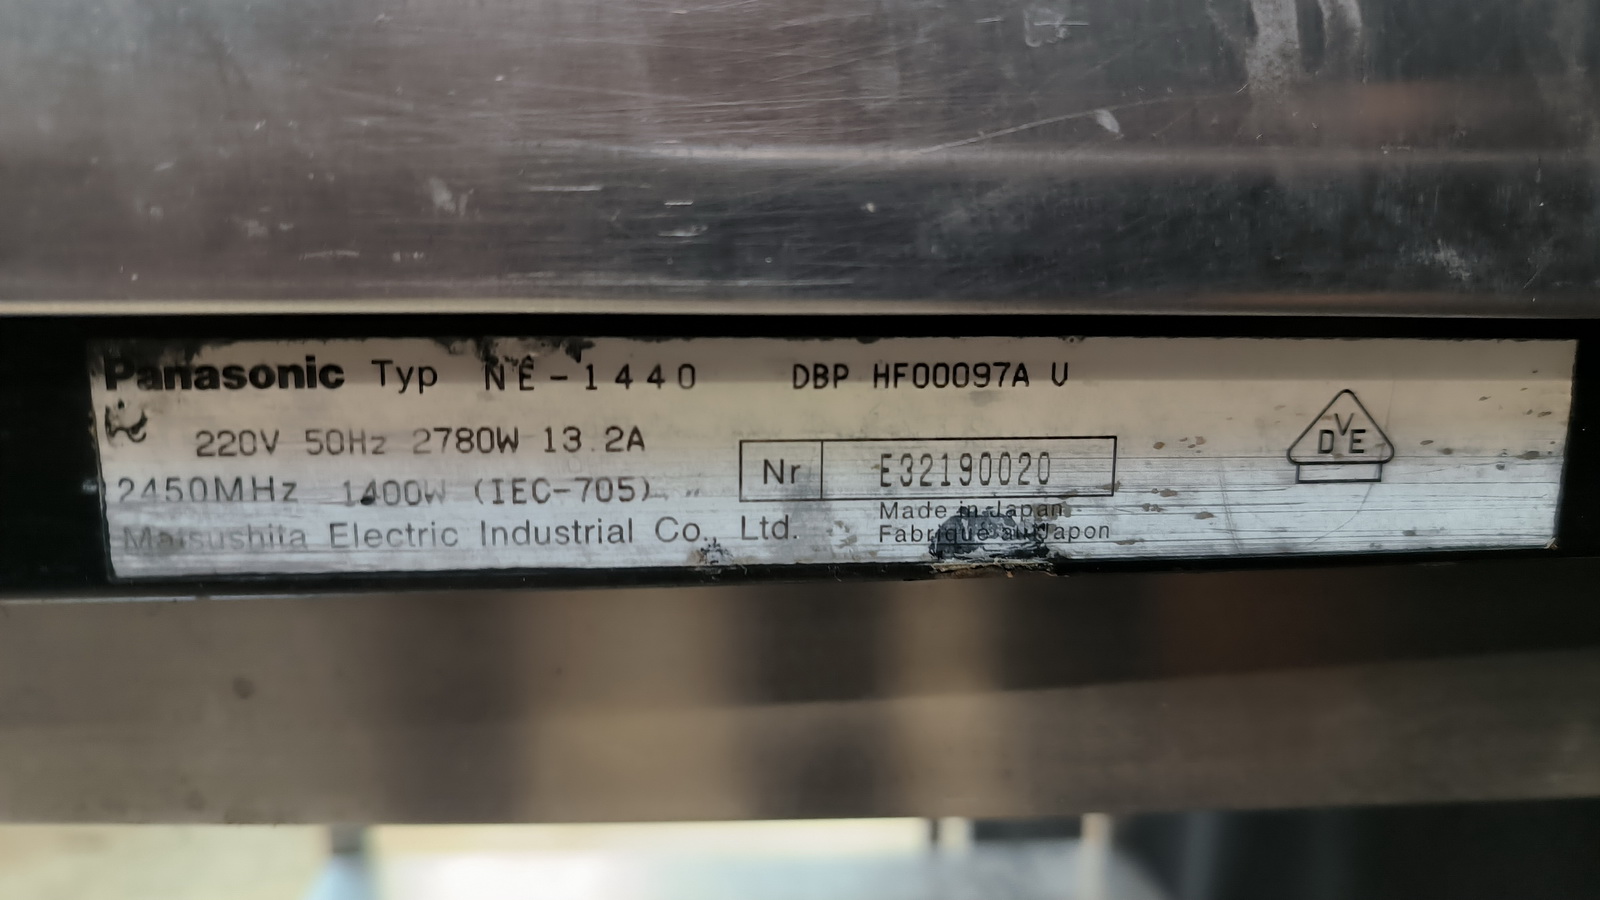 Panasonic Typ NE-1440 DBP HF00097A U
220V 50Hz 2780W 13.2A
2450MHz 1400W (IEC-705)
Nr E32190020
Matsushita Electric Industrial Co., Ltd.
Made in Japan
Fabriqué au Japon
DVE